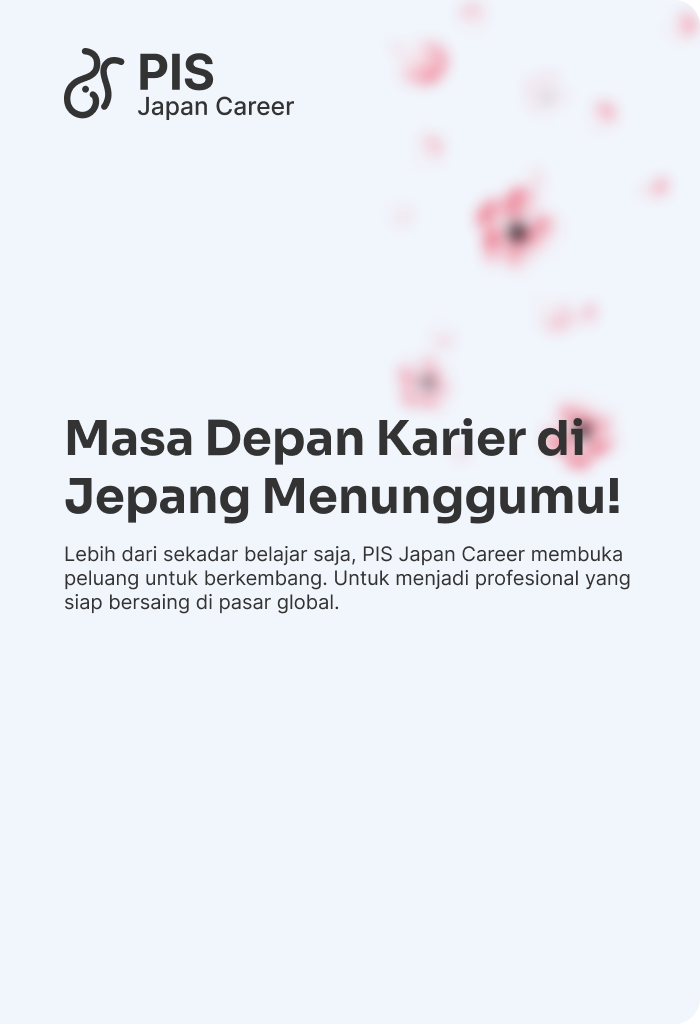 PIS
Japan Career
Masa Depan Karier di
Jepang Menunggumu!
Lebih dari sekadar belajar saja, PIS Japan Career membuka
peluang untuk berkembang. Untuk menjadi profesional yang
siap bersaing di pasar global.